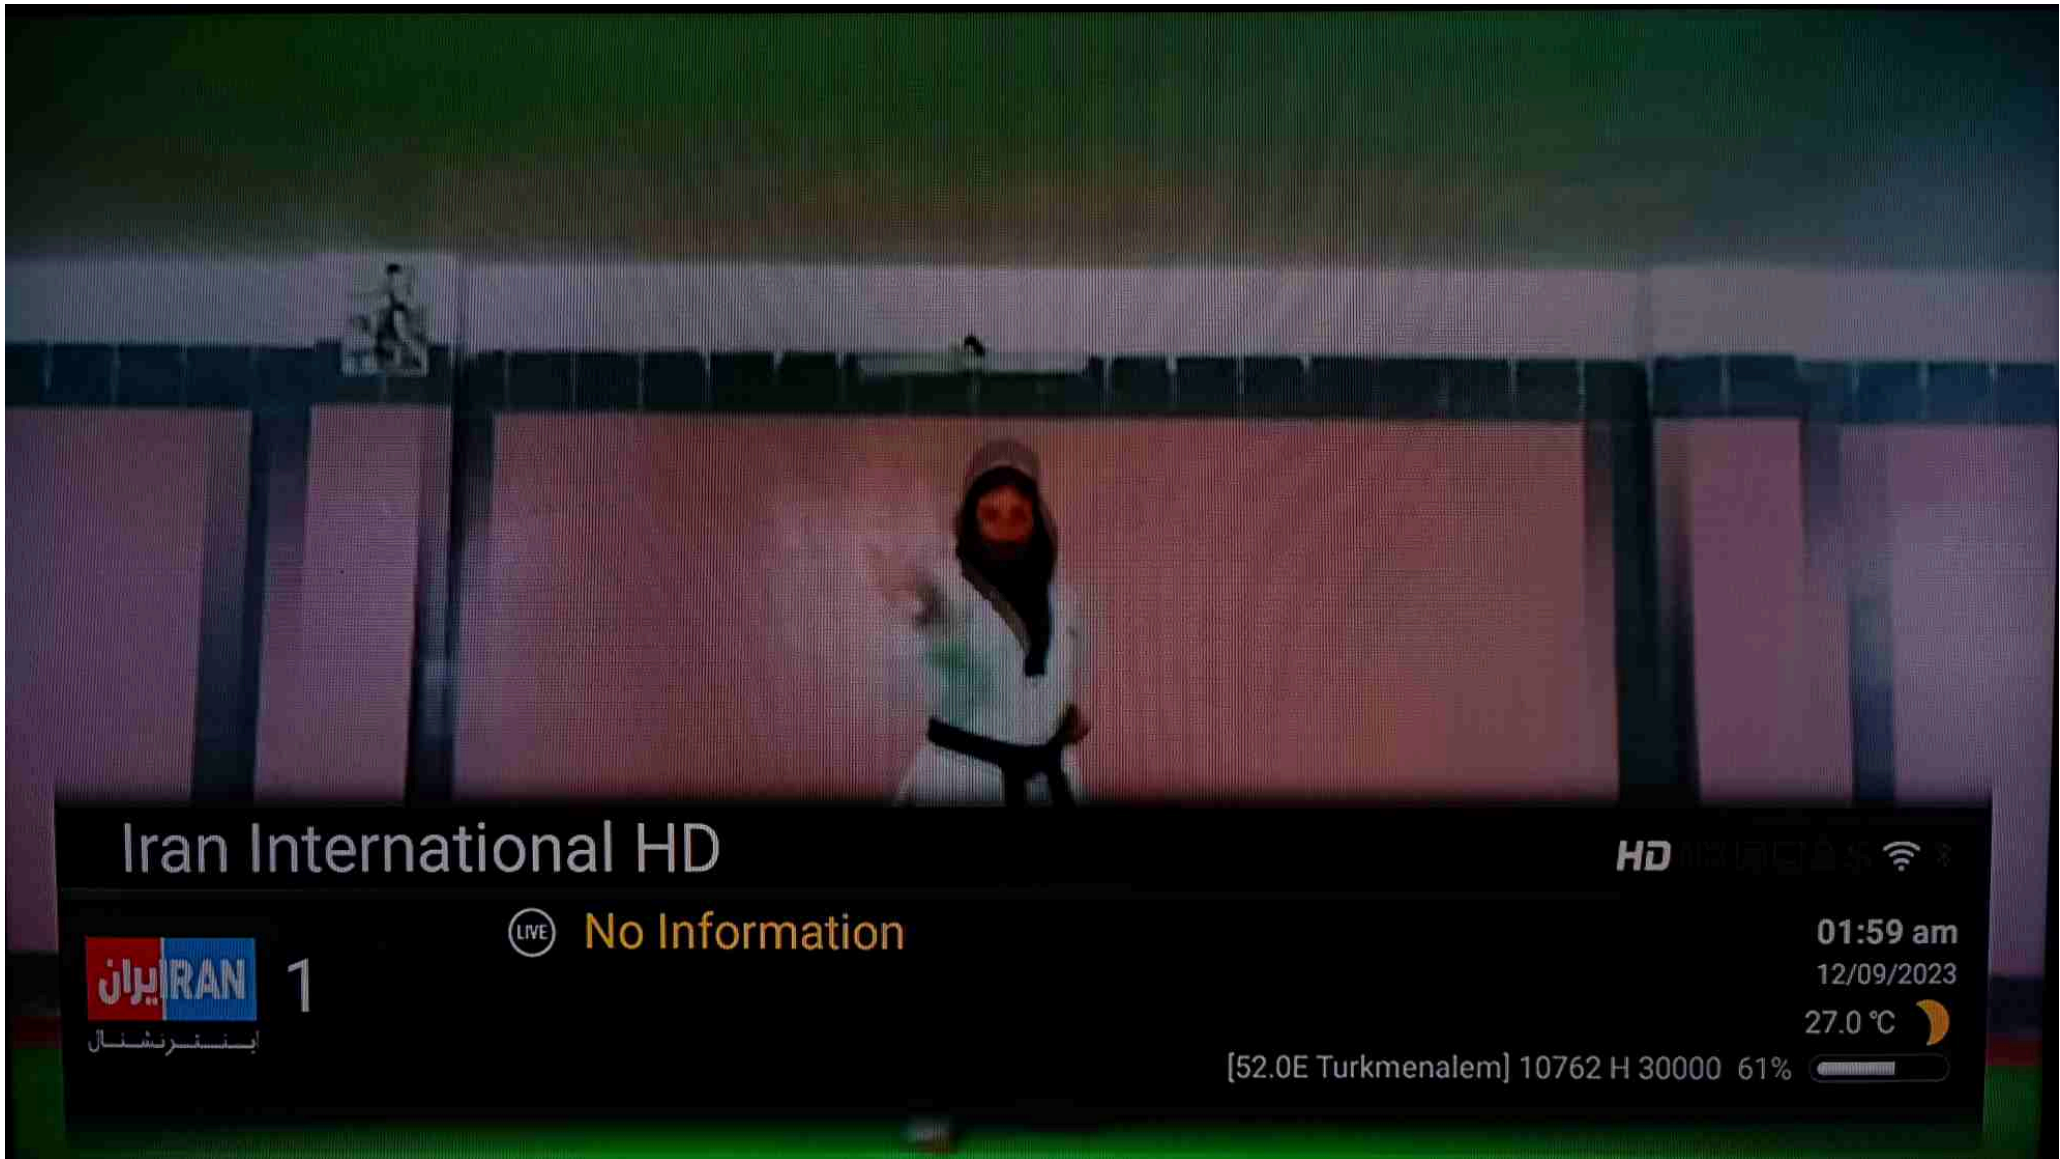 Iran International HD
HD
LIVE No Information
01:59 am
ایران IRAN
1
12/09/2023
اینترنشنال
27.0 °C
[52.0E Turkmenalem] 10762 H 30000 61%